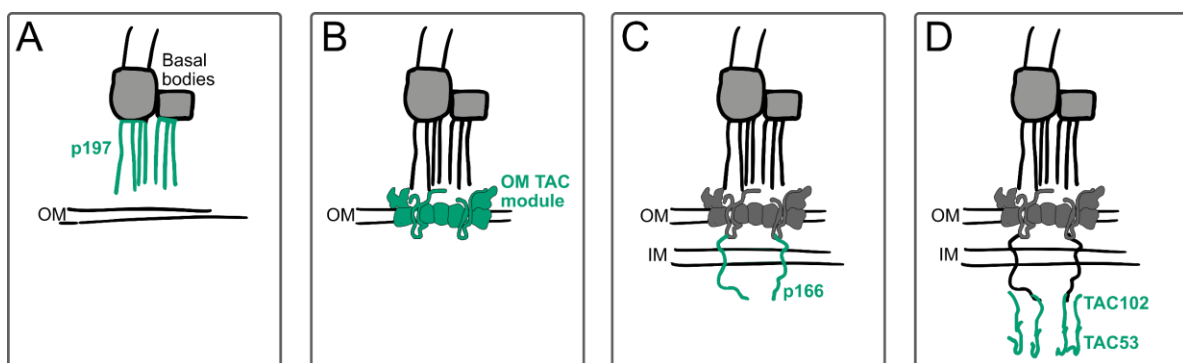 A
Basal
bodies
p197
OM
B
OM TAC
module
OM
C
OM
IM
p166
D
OM
IM
TAC102
TAC53